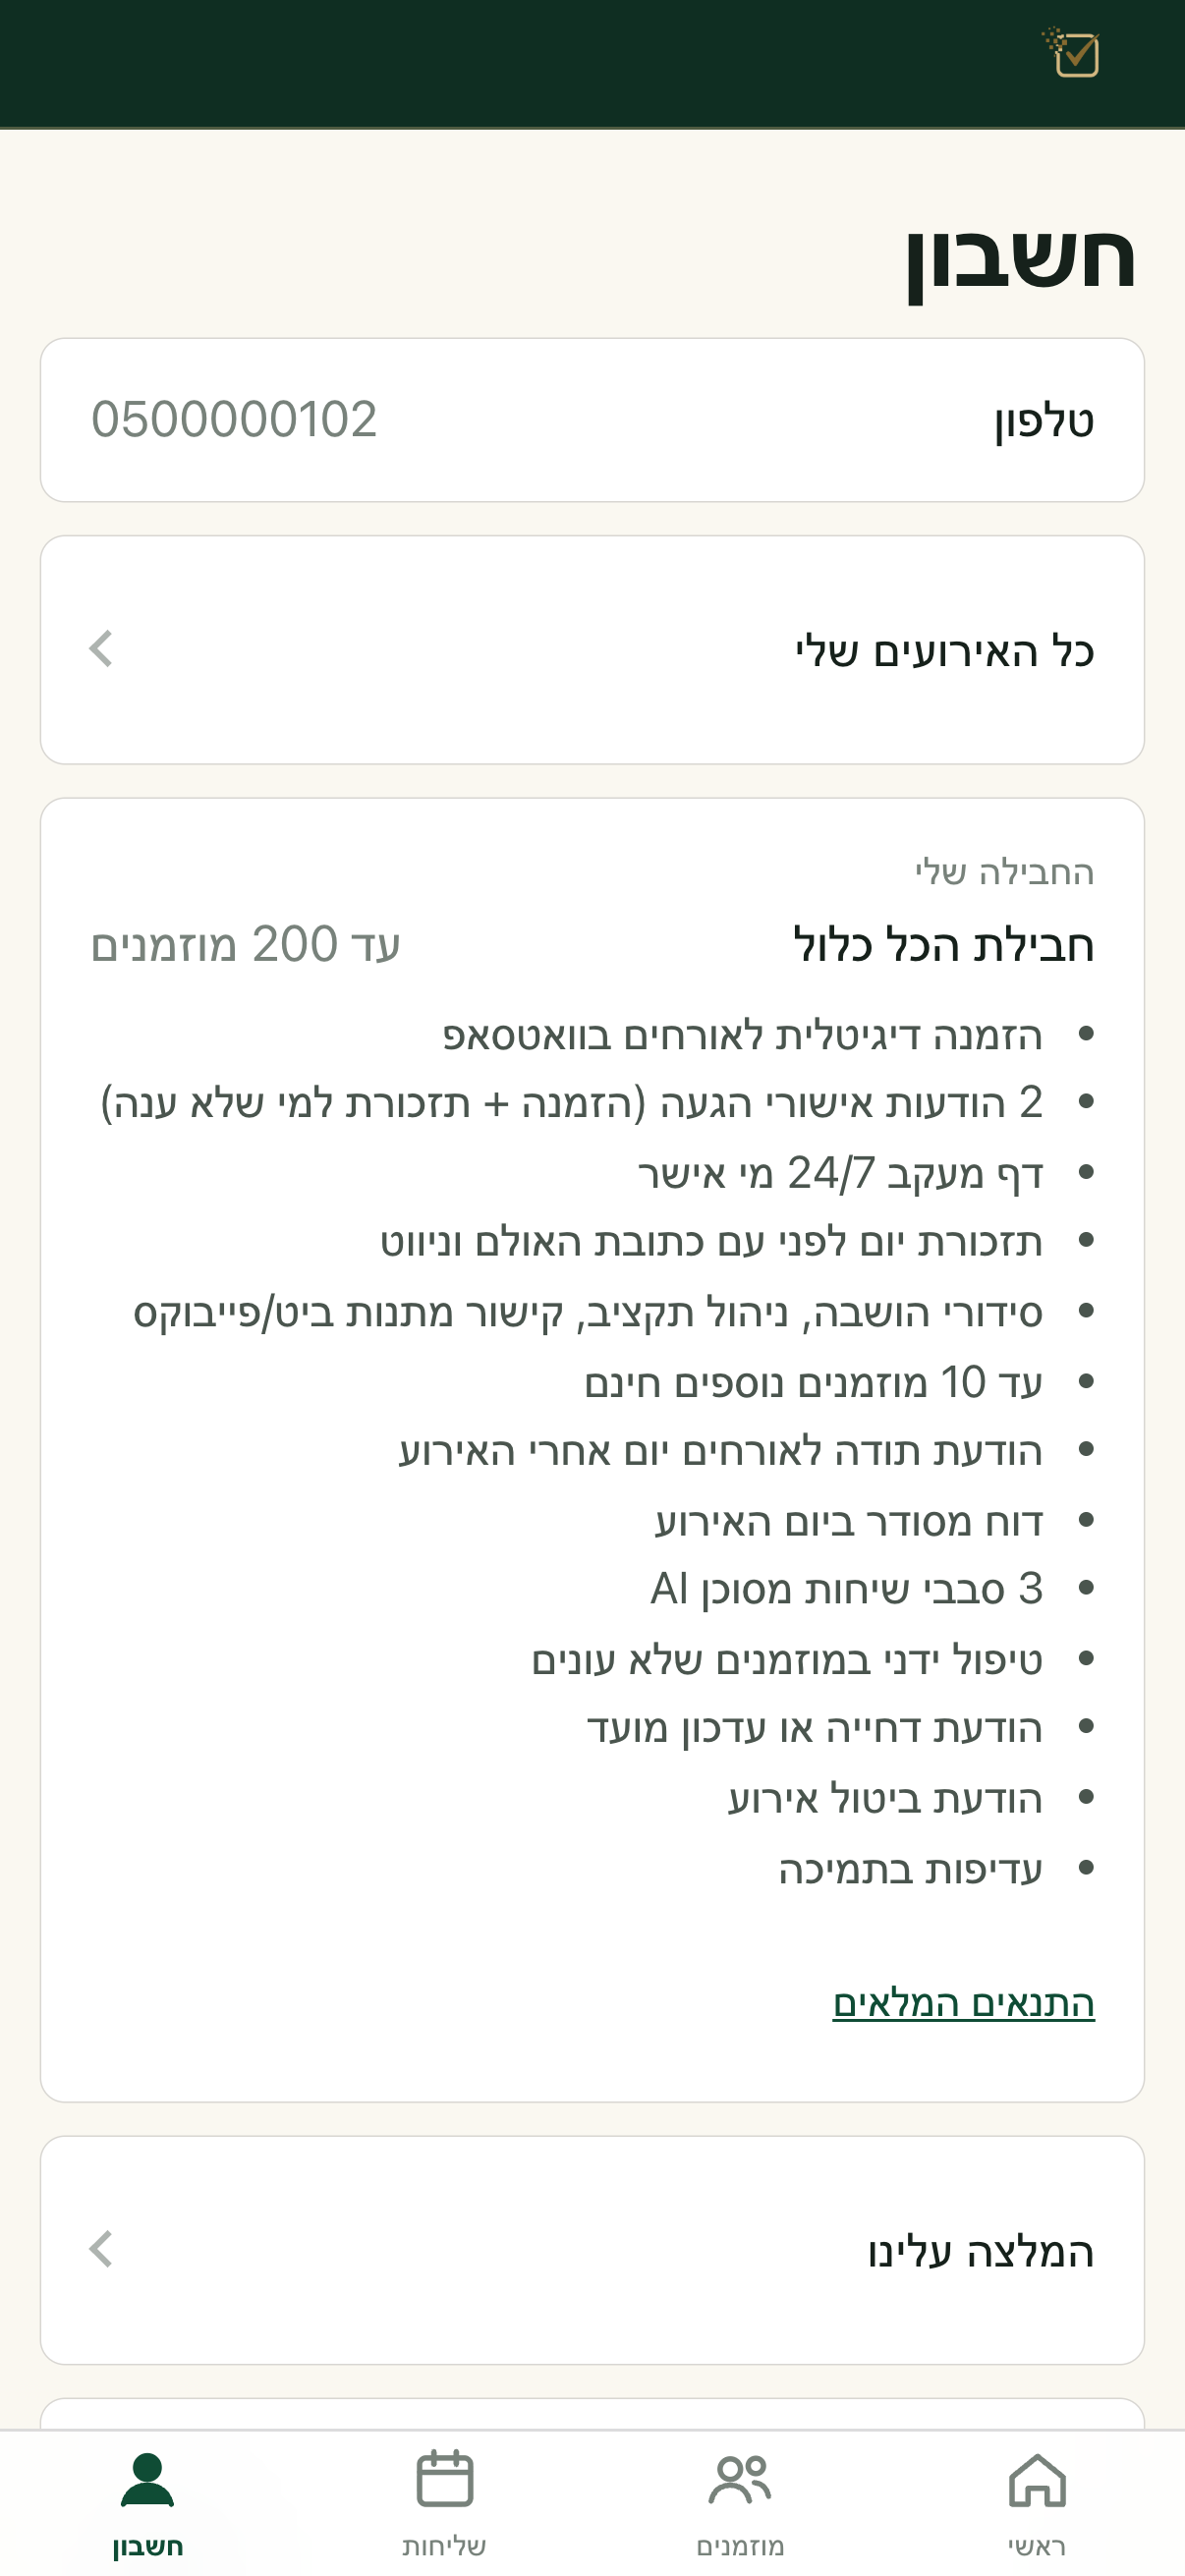 חשבון
טלפון 0500000102
כל האירועים שלי
החבילה שלי
חבילת הכל כלול עד 200 מוזמנים
• הזמנה דיגיטלית לאורחים בוואטסאפ
• 2 הודעות אישורי הגעה (הזמנה + תזכורת למי שלא ענה)
• דף מעקב 24/7 מי אישר
• תזכורת יום לפני עם כתובת האולם וניווט
• סידורי הושבה, ניהול תקציב, קישור מתנות ביט/פייבוקס
• עד 10 מוזמנים נוספים חינם
• הודעת תודה לאורחים יום אחרי האירוע
• דוח מסודר ביום האירוע
• 3 סבבי שיחות מסוכן AI
• טיפול ידני במוזמנים שלא עונים
• הודעת דחייה או עדכון מועד
• הודעת ביטול אירוע
• עדיפות בתמיכה
התנאים המלאים
המלצה עלינו
ראשי מוזמנים שליחות חשבון